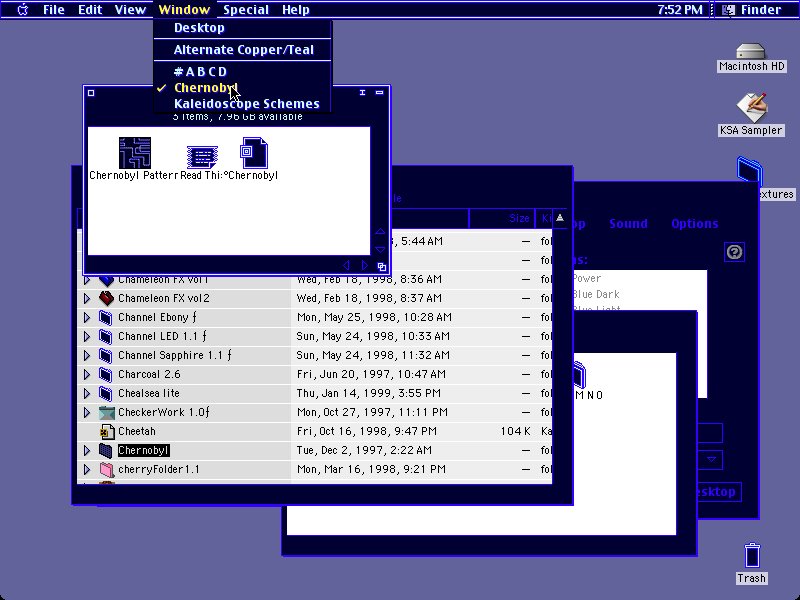 File Edit View Window Special Help 7:52 PM Finder
Desktop
Alternate Copper/Teal
# A B C D
Chernobyl
Kaleidoscope Schemes
3 items, 7.96 GB available
Chernobyl Patterr Read Thi:° Chernobyl
Macintosh HD
KSA Sampler
extures
Size
5:44 AM — fol
— fol
Chameleon FX vol1 Wed, Feb 18, 1998, 8:36 AM — fol
Chameleon FX vol2 Wed, Feb 18, 1998, 8:37 AM — fol
Channel Ebony ƒ Mon, May 25, 1998, 10:28 AM — fol
Channel LED 1.1 ƒ Sun, May 24, 1998, 10:33 AM — fol
Channel Sapphire 1.1 ƒ Sun, May 24, 1998, 11:32 AM — fol
Charcoal 2.6 Fri, Jun 20, 1997, 10:47 AM — fol
Chealsea lite Thu, Jan 14, 1999, 3:55 PM — fol
CheckerWork 1.0ƒ Mon, Oct 27, 1997, 11:11 PM — fol
Cheetah Fri, Oct 16, 1998, 9:47 PM 104 K Ka
Chernobyl Tue, Dec 2, 1997, 2:22 AM — fol
cherryFolder1.1 Mon, Mar 16, 1998, 9:21 PM — fol
op Sound Options
s:
Power
Blue Dark
Blue Light
M N O
esktop
Trash